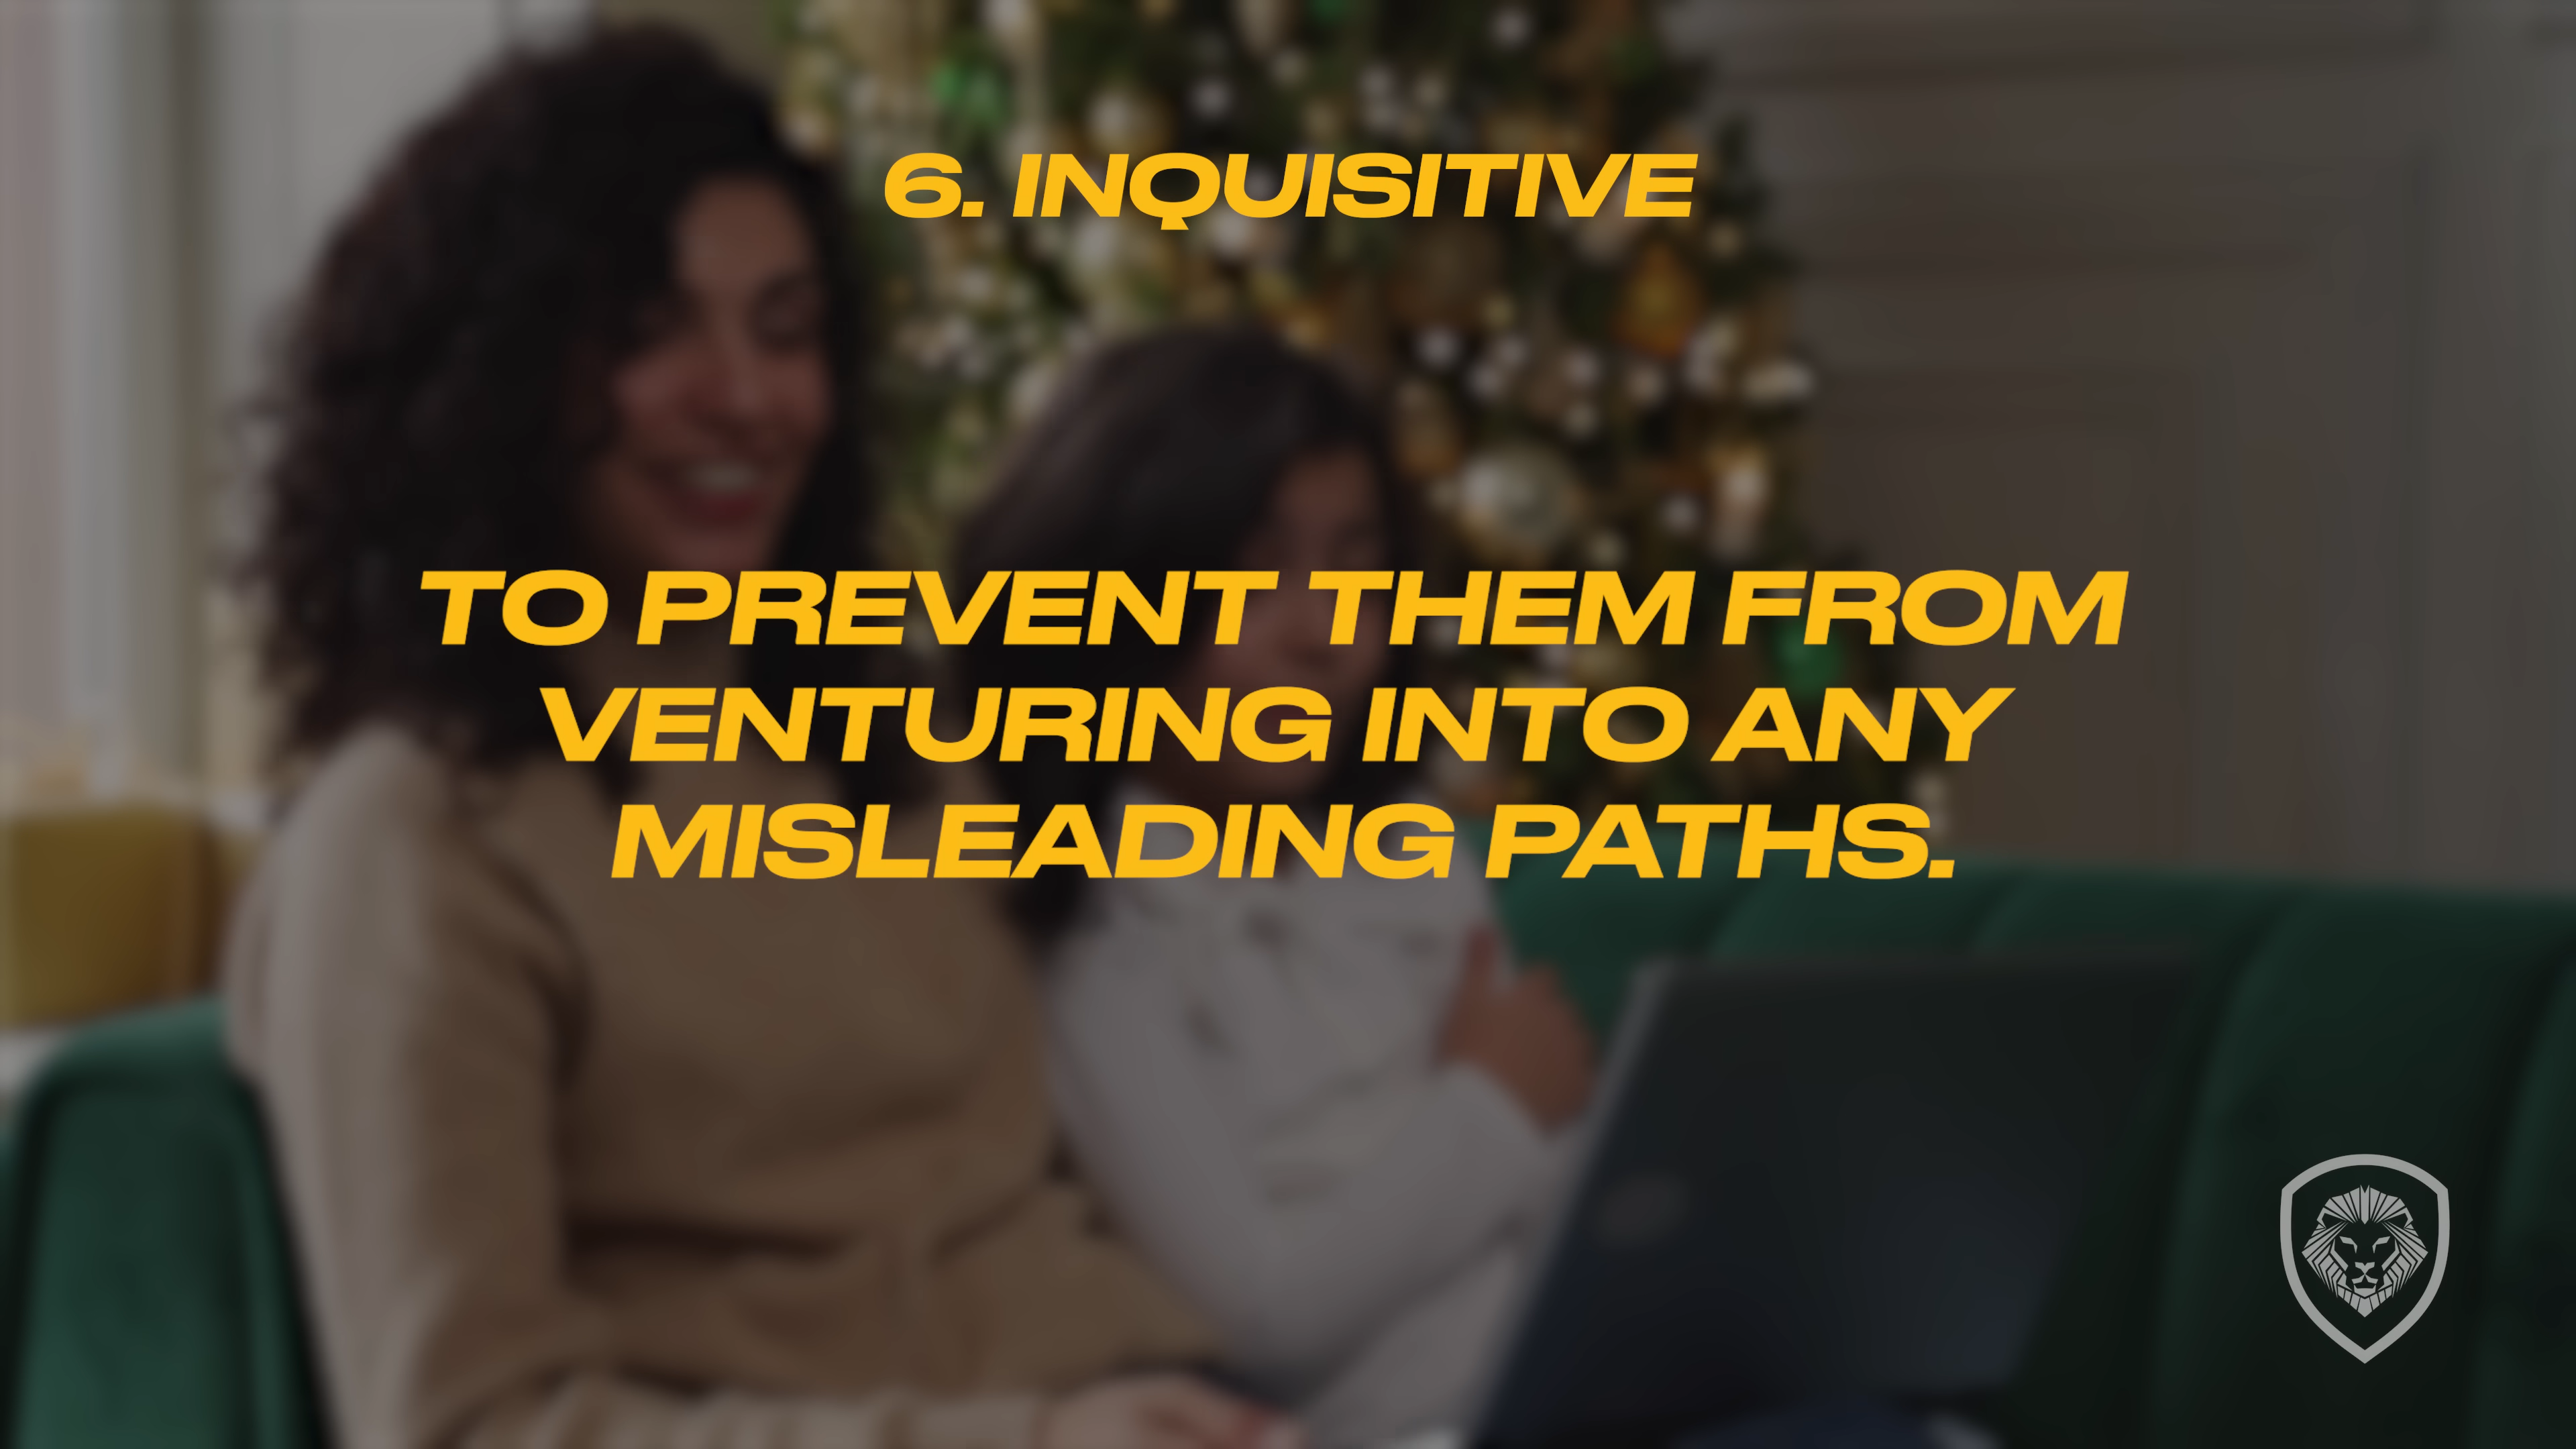 6. INQUISITIVE
TO PREVENT THEM FROM
VENTURING INTO ANY
MISLEADING PATHS.